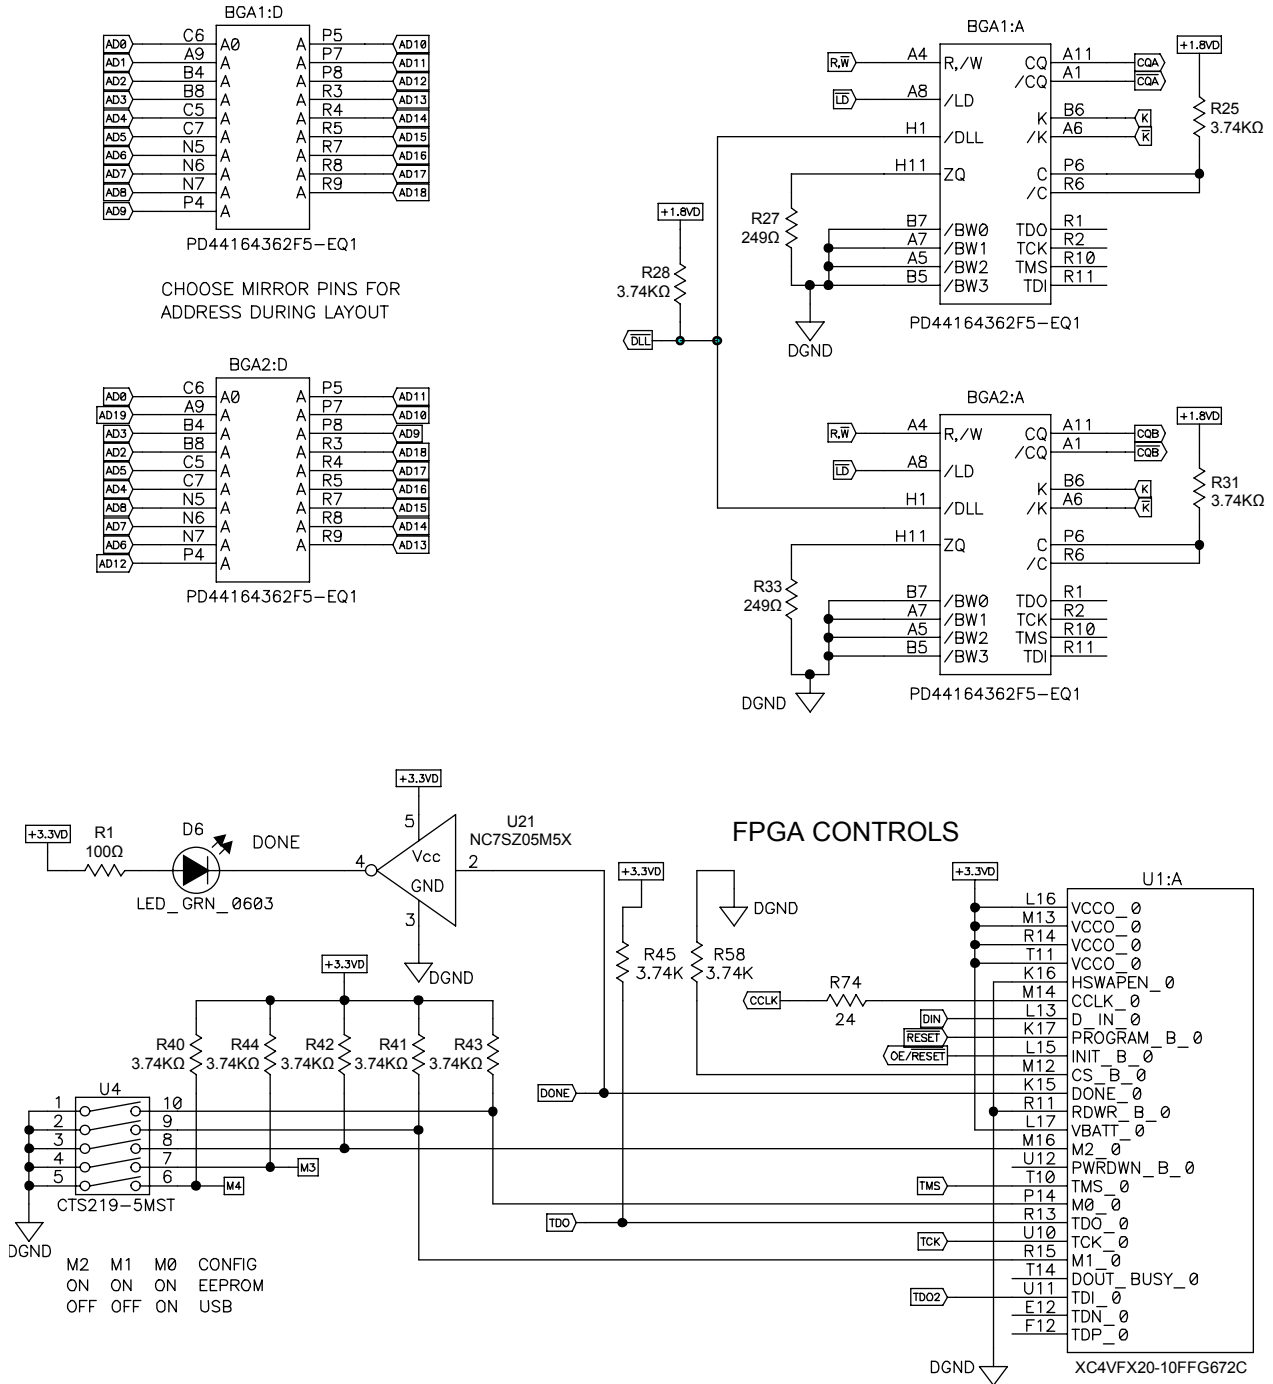 BGA1:D
AD0 C6 A0 A P5 AD10
AD1 A9 A A P7 AD11
AD2 B4 A A P8 AD12
AD3 B8 A A R3 AD13
AD4 C5 A A R4 AD14
AD5 C7 A A R5 AD15
AD6 N5 A A R7 AD16
AD7 N6 A A R8 AD17
AD8 N7 A A R9 AD18
AD9 P4 A
PD44164362F5-EQ1
CHOOSE MIRROR PINS FOR
ADDRESS DURING LAYOUT
BGA2:D
AD0 C6 A0 A P5 AD11
AD19 A9 A A P7 AD10
AD3 B4 A A P8 AD9
AD2 B8 A A R3 AD18
AD5 C5 A A R4 AD17
AD4 C7 A A R5 AD16
AD8 N5 A A R7 AD15
AD7 N6 A A R8 AD14
AD6 N7 A A R9 AD13
AD12 P4 A
PD44164362F5-EQ1
BGA1:A
R,W A4 R,/W CQ A11 CQA
/CQ A1 CQA
LD A8 /LD
K B6 K
H1 /DLL /K A6 K
H11 ZQ C P6
/C R6
B7 /BW0 TDO R1
A7 /BW1 TCK R2
A5 /BW2 TMS R10
B5 /BW3 TDI R11
PD44164362F5-EQ1
+1.8VD
R25
3.74KΩ
R27
249Ω
DGND
+1.8VD
R28
3.74KΩ
DLL
BGA2:A
R,W A4 R,/W CQ A11 CQB
/CQ A1 CQB
LD A8 /LD
K B6 K
H1 /DLL /K A6 K
H11 ZQ C P6
/C R6
B7 /BW0 TDO R1
A7 /BW1 TCK R2
A5 /BW2 TMS R10
B5 /BW3 TDI R11
PD44164362F5-EQ1
+1.8VD
R31
3.74KΩ
R33
249Ω
DGND
+3.3VD
R1
100Ω
D6
DONE
LED_GRN_0603
+3.3VD
U21
NC7SZ05M5X
5
Vcc
4 2
GND
3
DGND
+3.3VD
R40
3.74KΩ
R44
3.74KΩ
R42
3.74KΩ
R41
3.74KΩ
R43
3.74KΩ
U4
1 10
2 9
3 8
4 7 M3
5 6 M4
CTS219-5MST
DGND
M2 M1 M0 CONFIG
ON ON ON EEPROM
OFF OFF ON USB
FPGA CONTROLS
+3.3VD
R45
3.74K
DGND
R58
3.74K
CCLK
R74
24
DONE
TDO
+3.3VD
U1:A
L16 VCCO_0
M13 VCCO_0
R14 VCCO_0
T11 VCCO_0
K16 HSWAPEN_0
M14 CCLK_0
DIN L13 D_IN_0
RESET K17 PROGRAM_B_0
OE/RESET L15 INIT_B_0
M12 CS_B_0
K15 DONE_0
R11 RDWR_B_0
L17 VBATT_0
M16 M2_0
U12 PWRDWN_B_0
TMS T10 TMS_0
P14 M0_0
R13 TDO_0
TCK U10 TCK_0
R15 M1_0
T14 DOUT_BUSY_0
TDO2 U11 TDI_0
E12 TDN_0
F12 TDP_0
DGND
XC4VFX20-10FFG672C